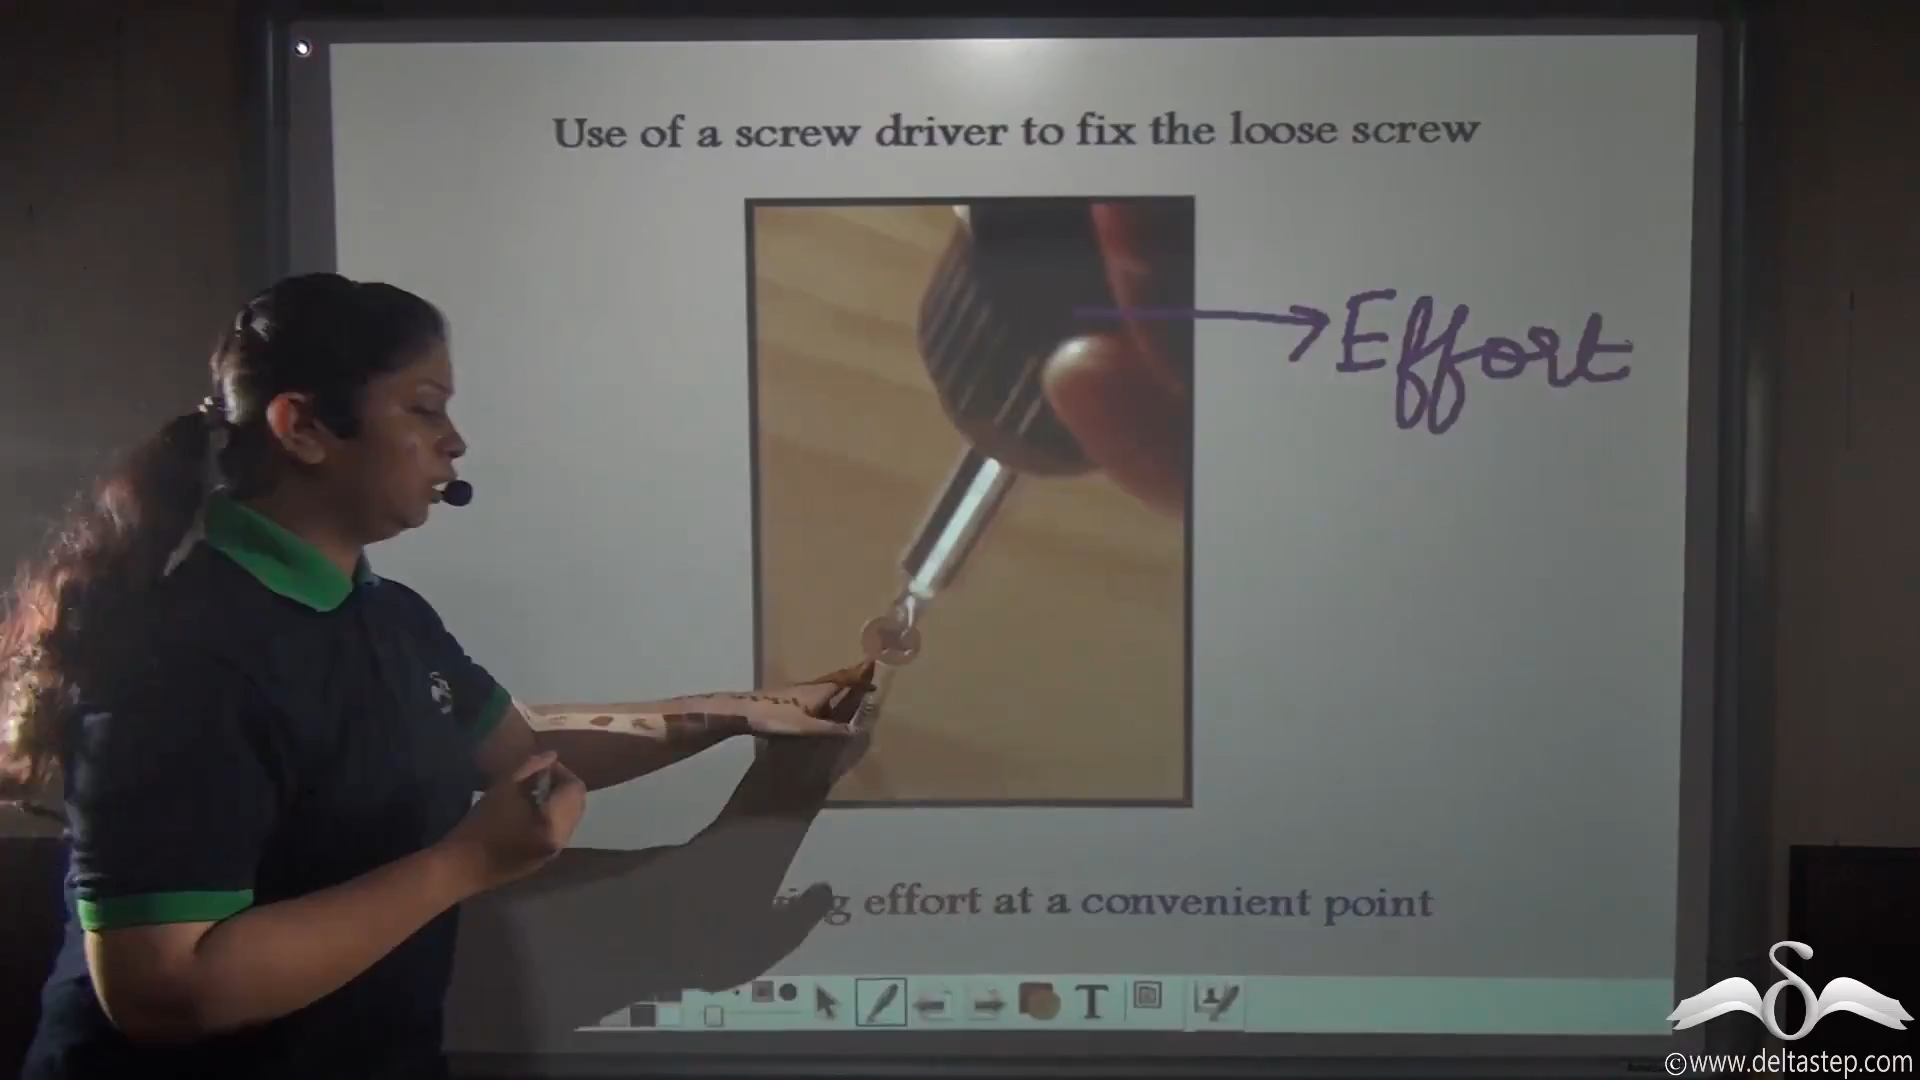 Use of a screw driver to fix the loose screw
Effort
effort at a convenient point
T
©www.deltastep.com